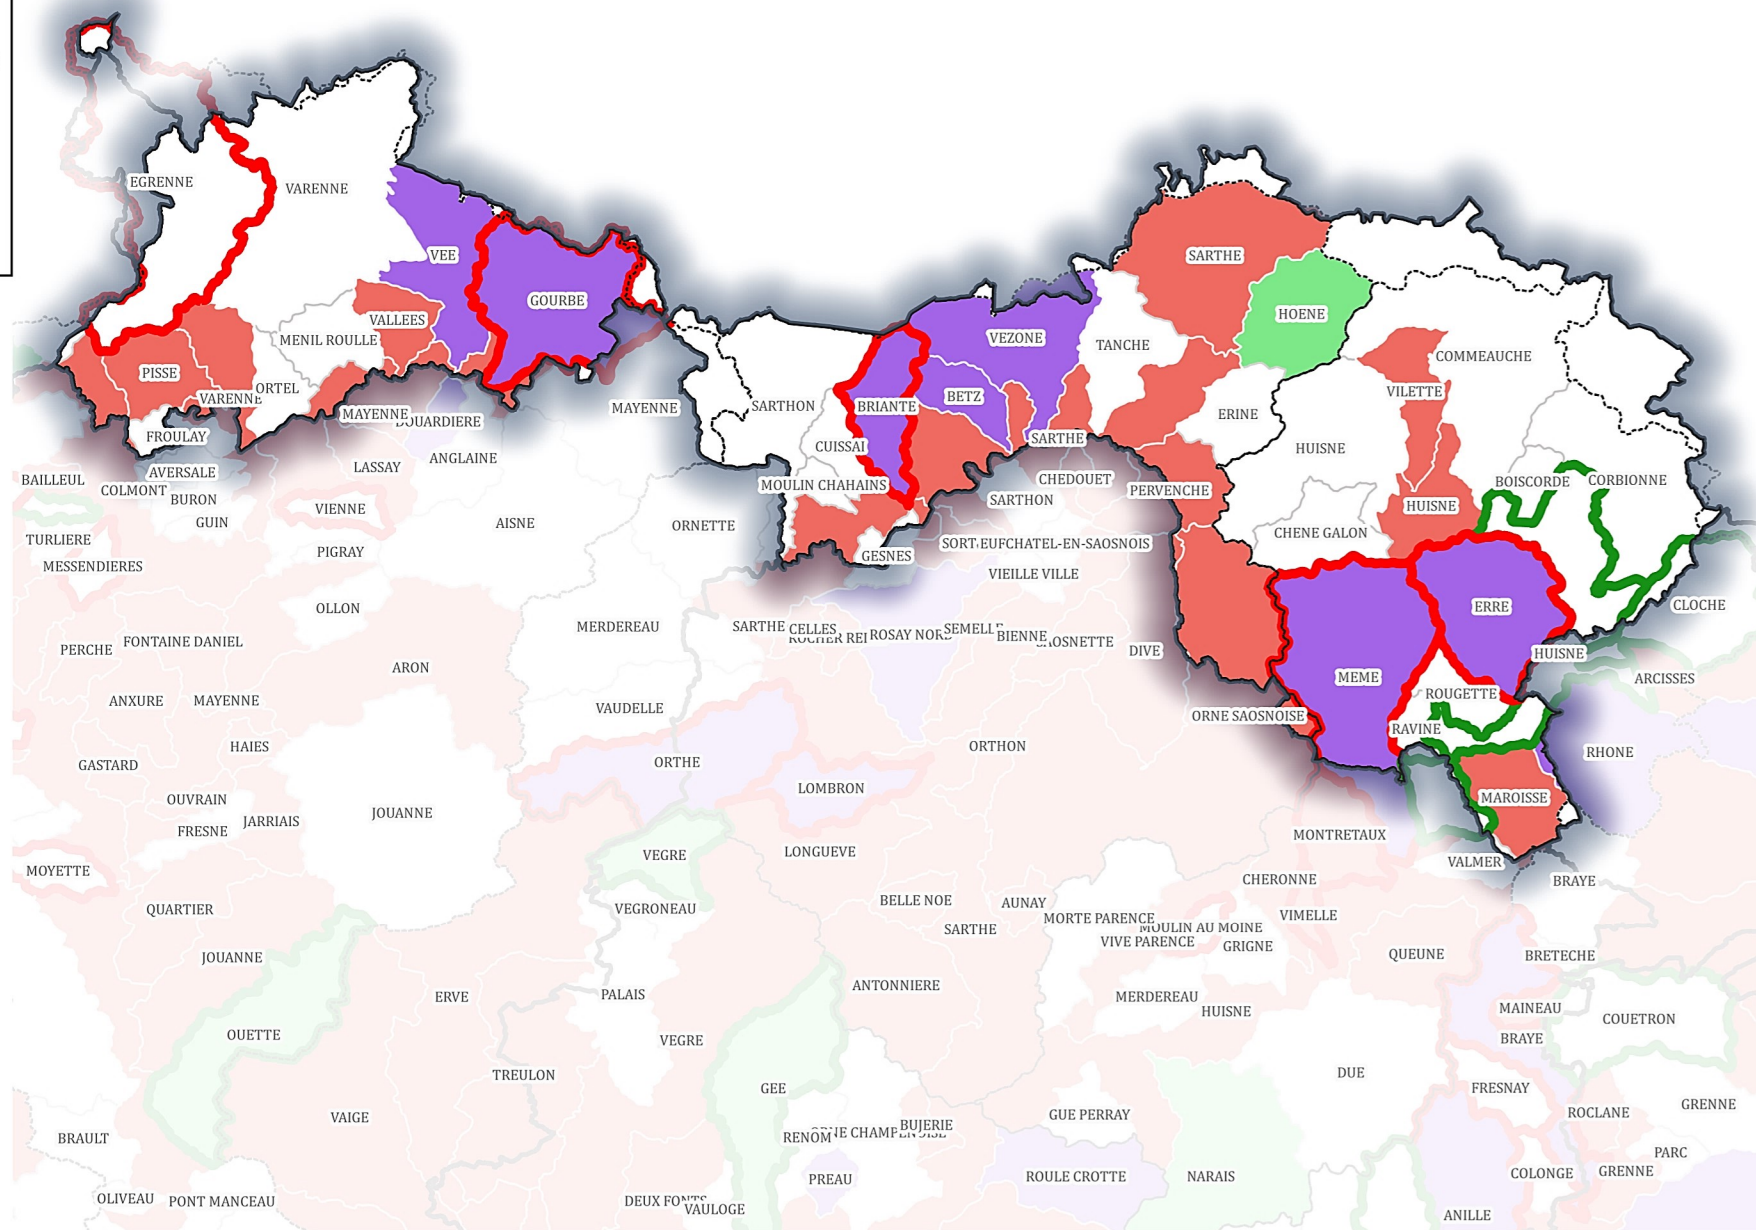 EGRENNE
VARENNE
VEE
SARTHE
GOURBE
HOENE
VALLEES
MENIL ROULLE
VEZONE
TANCHE
COMMEAUCHE
PISSE
ORTEL
VARENNE
BETZ
VILETTE
MAYENNE
SARTHON
BRIANTE
ERINE
MAYENNE
FROULAY
CUISSAI
SARTHE
HUISNE
ANGLAINE
LASSAY
AVERSALE
BAILLEUL
COLMONT
BURON
MOULIN CHAHAINS
CHEDOUET
PERVENCHE
BOISCORDE
CORBIONNE
SARTHON
VIENNE
GUIN
AISNE
ORNETTE
HUISNE
CHENE GALON
TURLIERE
PIGRAY
MESSENDIERES
GESNES
VIEILLE VILLE
OLLON
MERDEREAU
ERRE
CLOCHE
SARTHE
CELLES
ROSAY NORD
SEMELLE
BIENNE
DIVE
PERCHE
FONTAINE DANIEL
ARON
HUISNE
MEME
ARCISSES
ANXURE
MAYENNE
VAUDELLE
ROUGETTE
ORNE SAOSNOISE
RAVINE
HAIES
GASTARD
ORTHE
ORTHON
RHONE
OUVRAIN
LOMBRON
MAROISSE
FRESNE
JARRIAIS
JOUANNE
MONTRETAUX
MOYETTE
VEGRE
LONGUEVE
VALMER
CHERONNE
BRAYE
QUARTIER
VEGRONEAU
BELLE NOE
AUNAY
MORTE PARENCE
VIMELLE
SARTHE
MOULIN AU MOINE
VIVE PARENCE
GRIGNE
JOUANNE
QUEUNE
BRETECHE
ERVE
PALAIS
ANTONNIERE
MERDEREAU
HUISNE
MAINEAU
COUETRON
OUETTE
VEGRE
BRAYE
TREULON
GEE
DUE
FRESNAY
VAIGE
GUE PERRAY
ROCLANE
GRENNE
BRAULT
RENOM
BUJERIE
PARC
PREAU
ROULE CROTTE
NARAIS
COLONGE
GRENNE
OLIVEAU
PONT MANCEAU
DEUX FONTS
VAULOGE
ANILLE